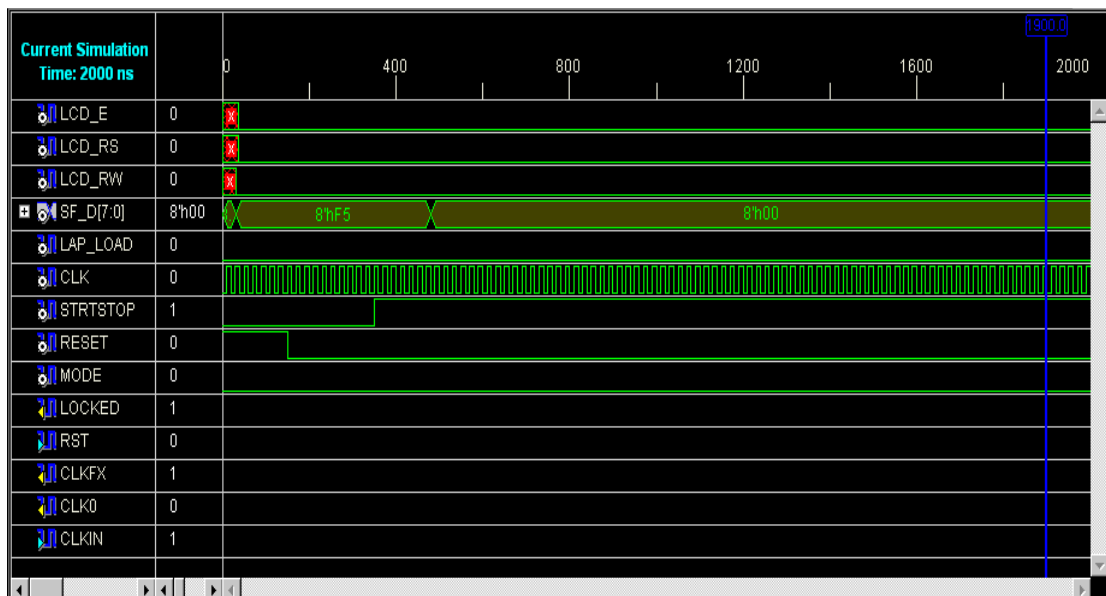 1900.0
Current Simulation
Time: 2000 ns
0 400 800 1200 1600 2000
LCD_E 0 X
LCD_RS 0 X
LCD_RW 0 X
SF_D[7:0] 8'h00 8'hF5 8'h00
LAP_LOAD 0
CLK 0
STRTSTOP 1
RESET 0
MODE 0
LOCKED 1
RST 0
CLKFX 1
CLK0 0
CLKIN 1